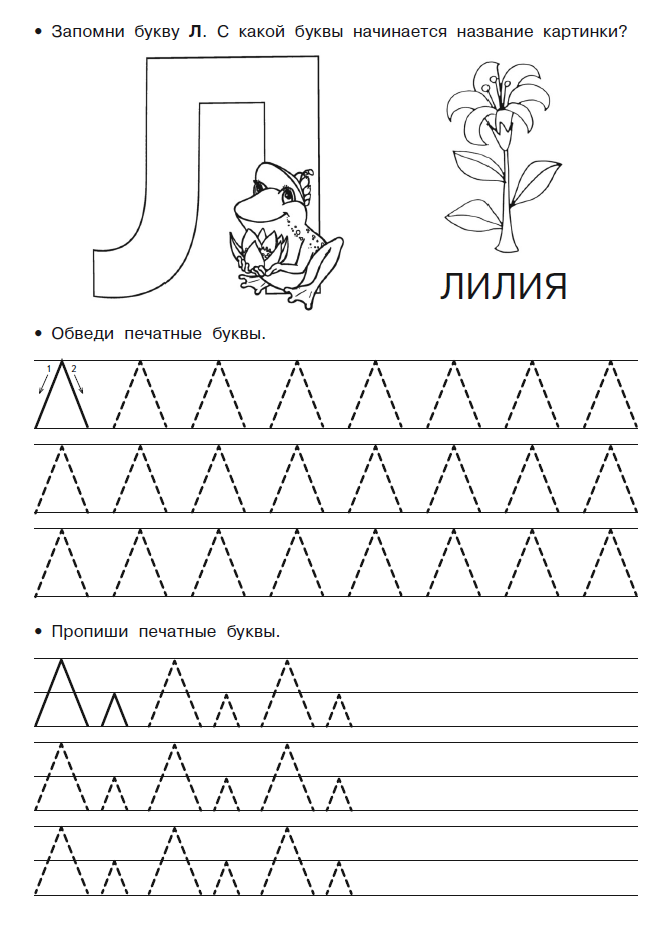 • Запомни букву Л. С какой буквы начинается название картинки?
Л
ЛИЛИЯ
• Обведи печатные буквы.
1 2
Л Л Л Л Л Л Л Л
Л Л Л Л Л Л Л Л
Л Л Л Л Л Л Л Л
• Пропиши печатные буквы.
Л л Л л Л л
Л л Л л Л л
Л л Л л Л л